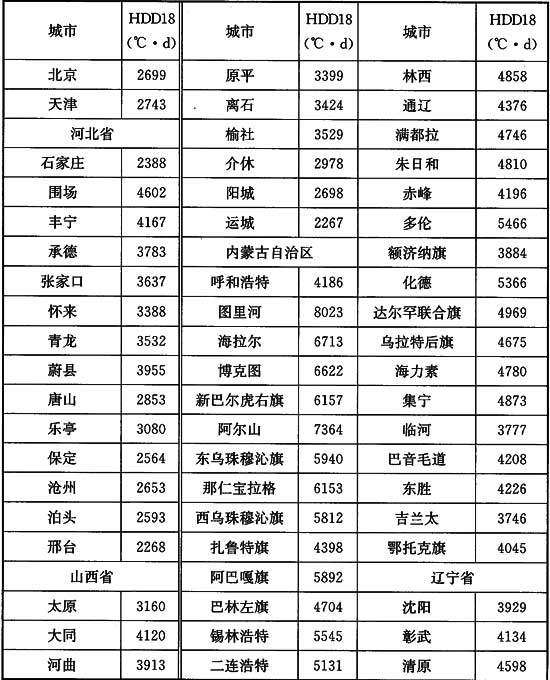 城市 HDD18 (℃·d) 城市 HDD18 (℃·d) 城市 HDD18 (℃·d)
北京 2699 原平 3399 林西 4858
天津 2743 离石 3424 通辽 4376
河北省 榆社 3529 满都拉 4746
石家庄 2388 介休 2978 朱日和 4810
围场 4602 阳城 2698 赤峰 4196
丰宁 4167 运城 2267 多伦 5466
承德 3783 内蒙古自治区 额济纳旗 3884
张家口 3637 呼和浩特 4186 化德 5366
怀来 3388 图里河 8023 达尔罕联合旗 4969
青龙 3532 海拉尔 6713 乌拉特后旗 4675
蔚县 3955 博克图 6622 海力素 4780
唐山 2853 新巴尔虎右旗 6157 集宁 4873
乐亭 3080 阿尔山 7364 临河 3777
保定 2564 东乌珠穆沁旗 5940 巴音毛道 4208
沧州 2653 那仁宝拉格 6153 东胜 4226
泊头 2593 西乌珠穆沁旗 5812 吉兰太 3746
邢台 2268 扎鲁特旗 4398 鄂托克旗 4045
山西省 阿巴嘎旗 5892 辽宁省
太原 3160 巴林左旗 4704 沈阳 3929
大同 4120 锡林浩特 5545 彰武 4134
河曲 3913 二连浩特 5131 清原 4598